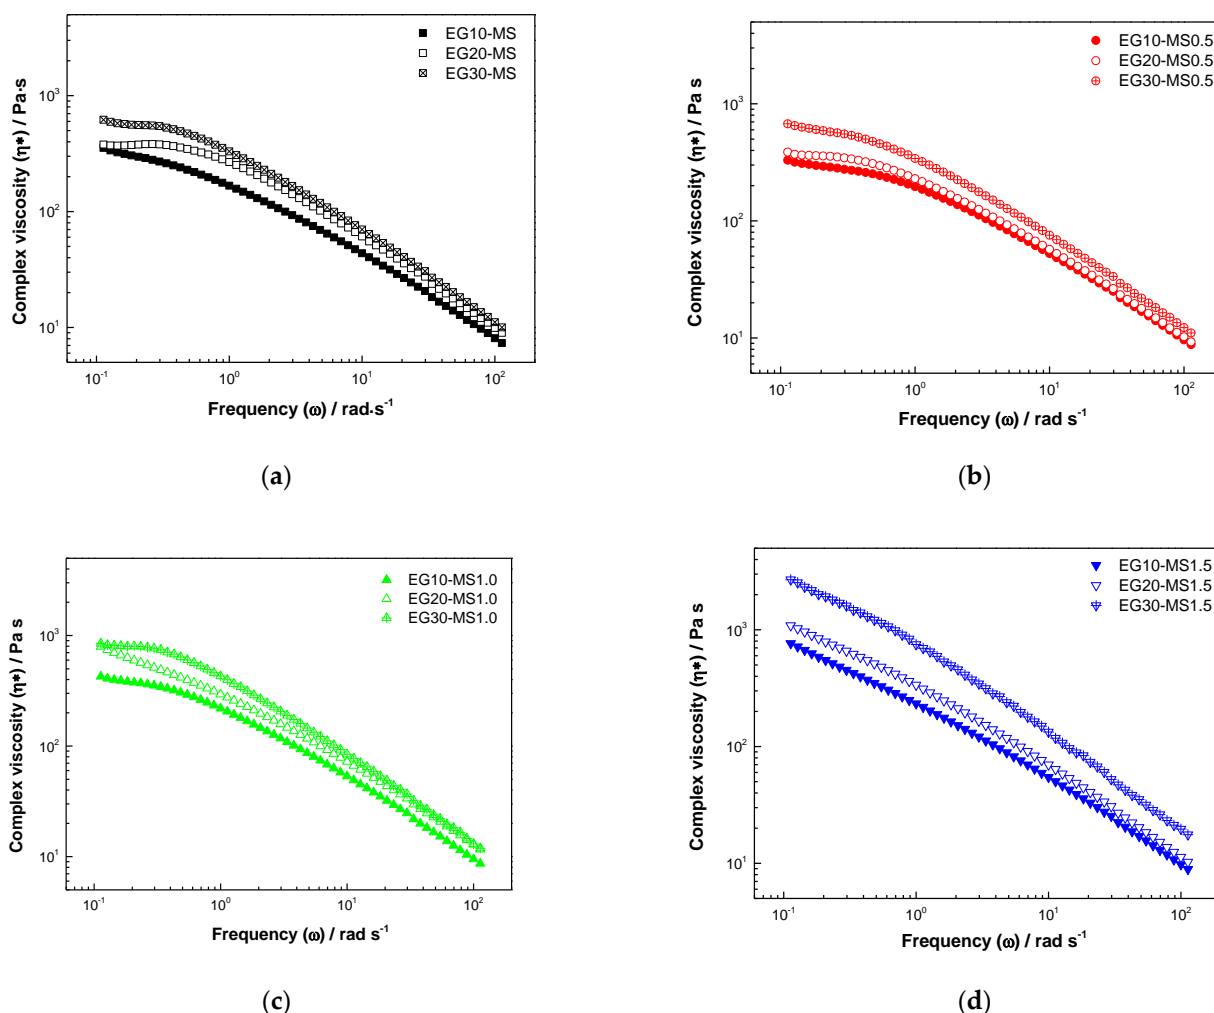 EG10-MS
EG20-MS
EG30-MS
10³
10²
10¹
Complex viscosity (η*) / Pa·s
10⁻¹ 10⁰ 10¹ 10²
Frequency (ω) / rad·s⁻¹
(a)
EG10-MS0.5
EG20-MS0.5
EG30-MS0.5
10³
10²
10¹
Complex viscosity (η*) / Pa s
10⁻¹ 10⁰ 10¹ 10²
Frequency (ω) / rad s⁻¹
(b)
EG10-MS1.0
EG20-MS1.0
EG30-MS1.0
10³
10²
10¹
Complex viscosity (η*) / Pa s
10⁻¹ 10⁰ 10¹ 10²
Frequency (ω) / rad s⁻¹
(c)
EG10-MS1.5
EG20-MS1.5
EG30-MS1.5
10³
10²
10¹
Complex viscosity (η*) / Pa s
10⁻¹ 10⁰ 10¹ 10²
Frequency (ω) / rad s⁻¹
(d)